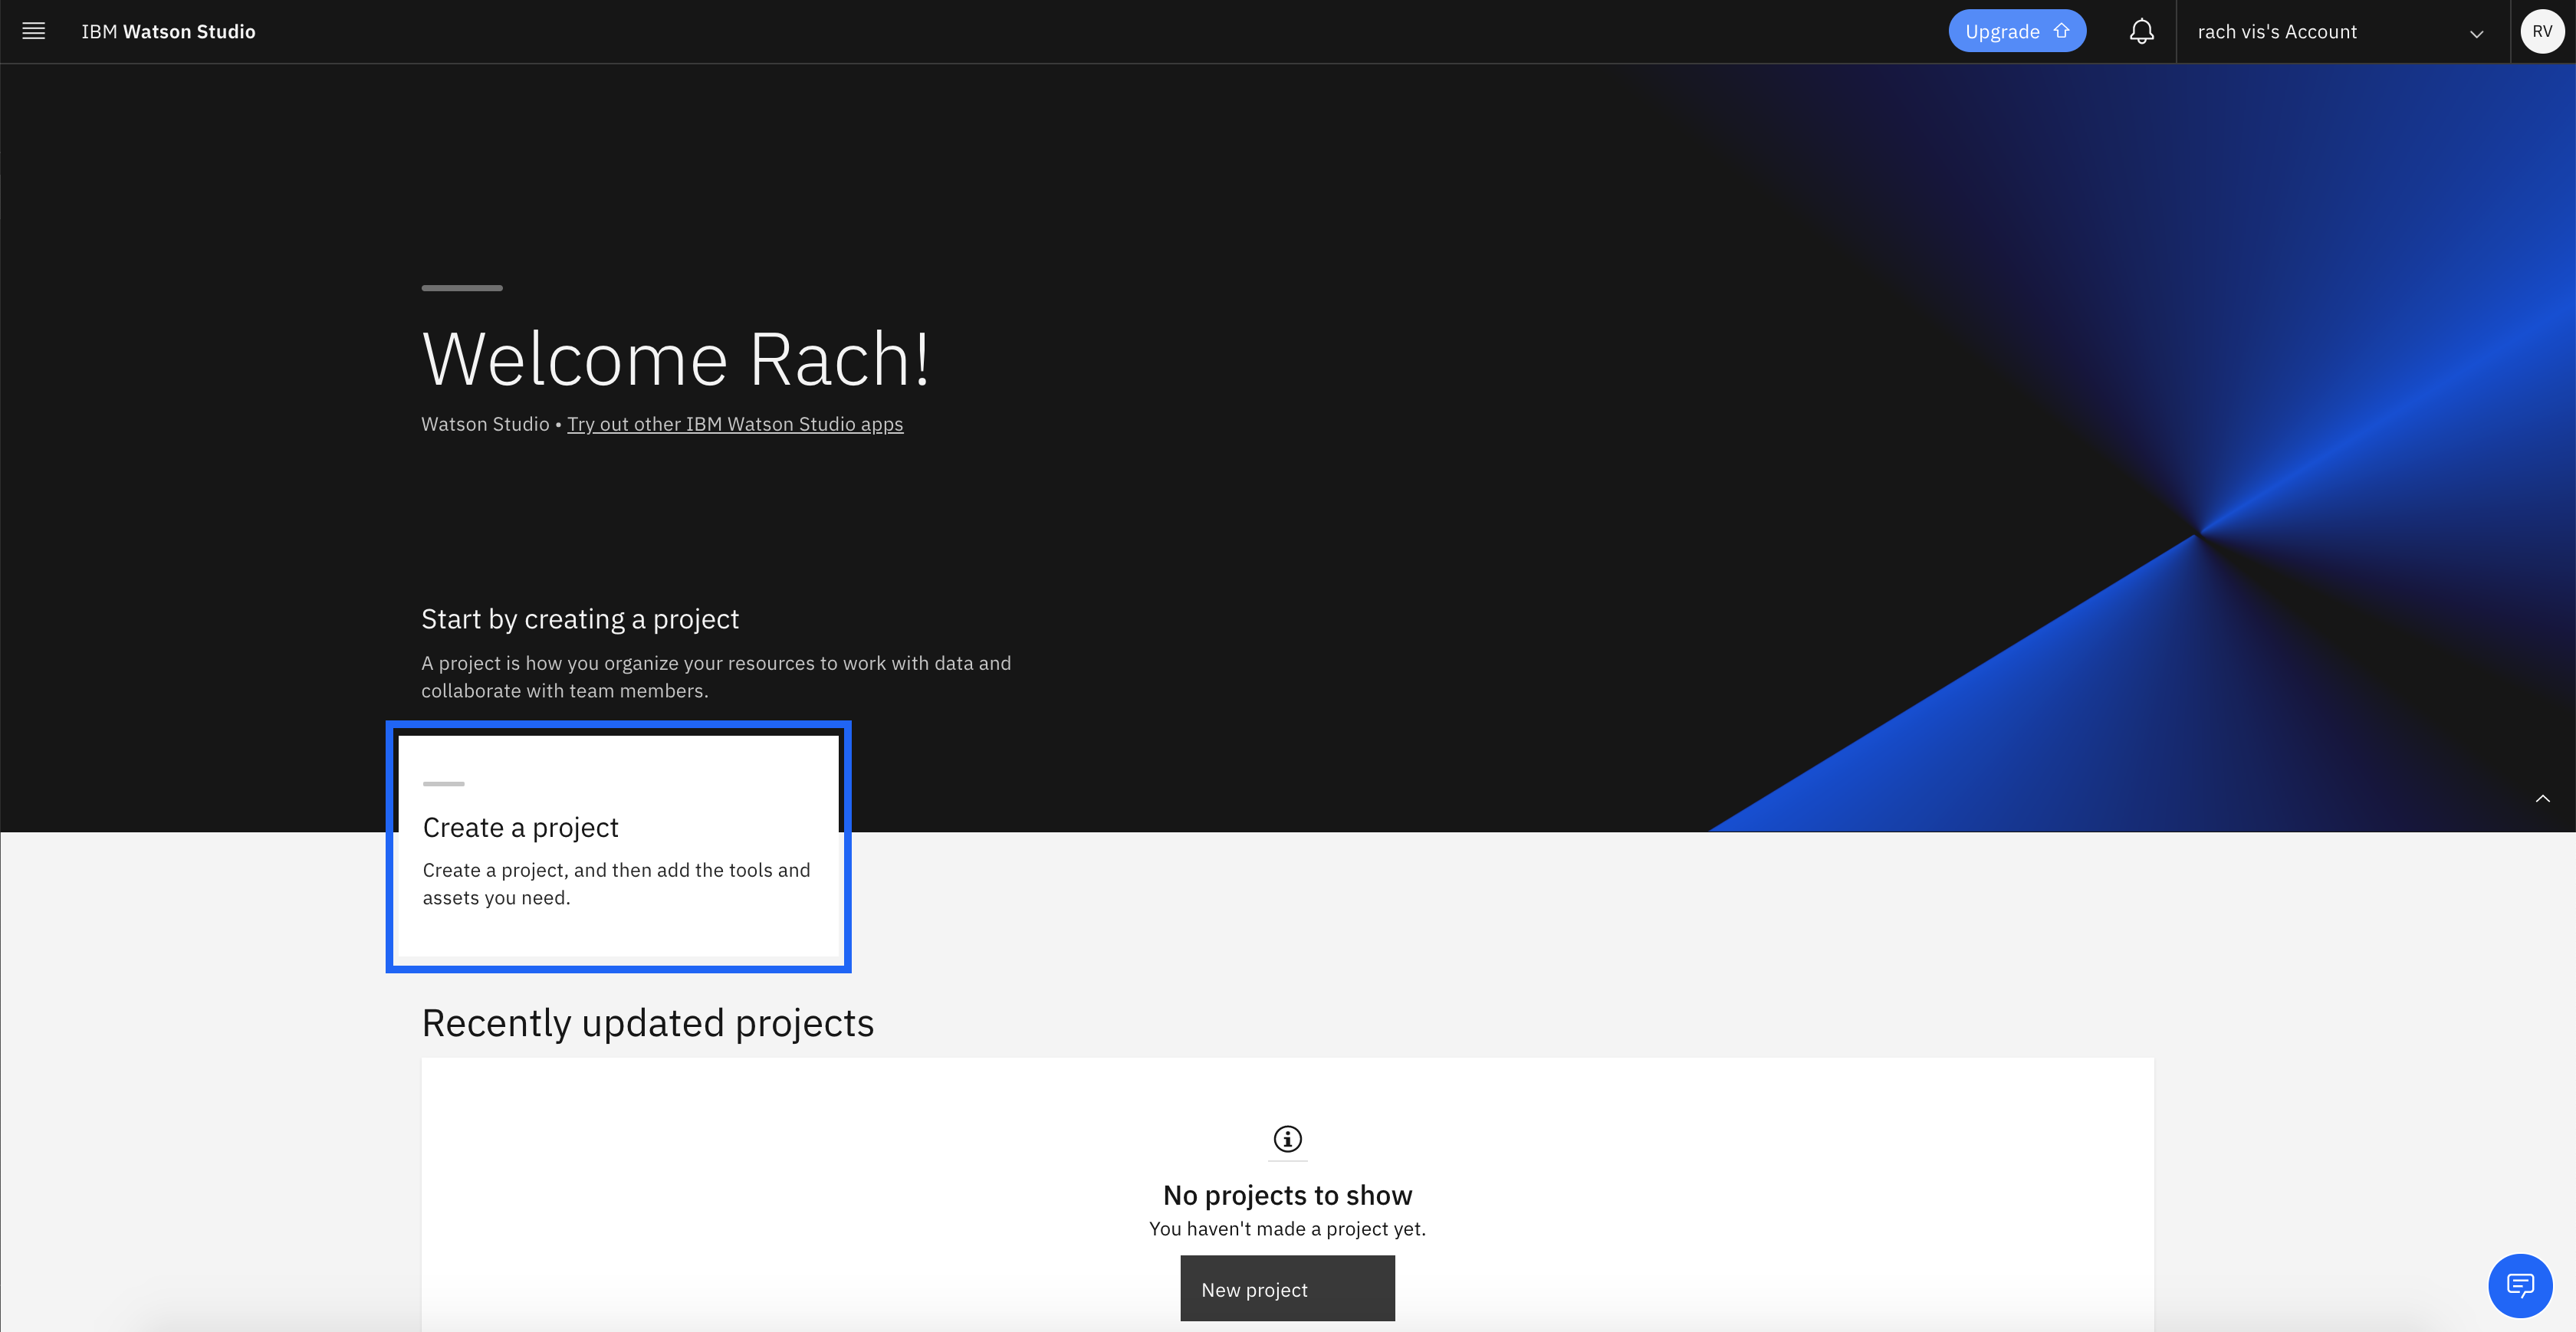 IBM Watson Studio
Upgrade
rach vis's Account
RV
Welcome Rach!
Watson Studio • Try out other IBM Watson Studio apps
Start by creating a project
A project is how you organize your resources to work with data and
collaborate with team members.
Create a project
Create a project, and then add the tools and
assets you need.
Recently updated projects
No projects to show
You haven't made a project yet.
New project